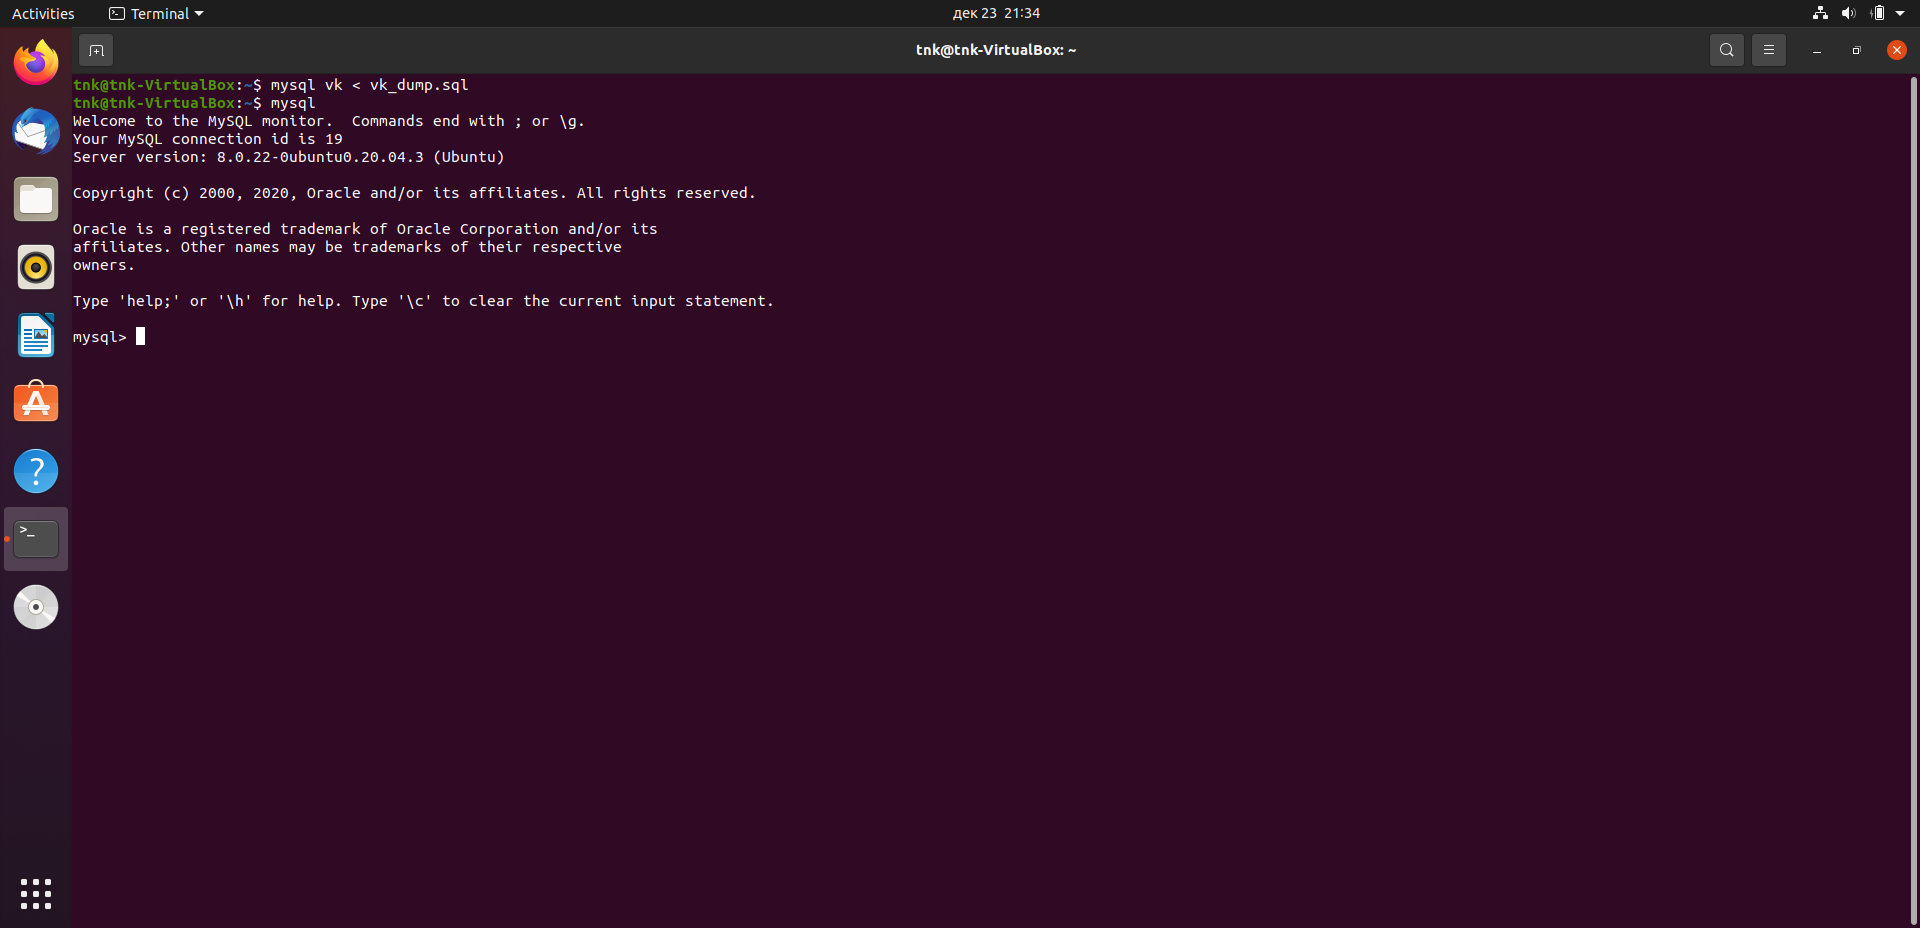 Activities
Terminal
дек 23 21:34
tnk@tnk-VirtualBox: ~
tnk@tnk-VirtualBox:~$ mysql vk < vk_dump.sql
tnk@tnk-VirtualBox:~$ mysql
Welcome to the MySQL monitor.  Commands end with ; or \g.
Your MySQL connection id is 19
Server version: 8.0.22-0ubuntu0.20.04.3 (Ubuntu)
Copyright (c) 2000, 2020, Oracle and/or its affiliates. All rights reserved.
Oracle is a registered trademark of Oracle Corporation and/or its
affiliates. Other names may be trademarks of their respective
owners.
Type 'help;' or '\h' for help. Type '\c' to clear the current input statement.
mysql>